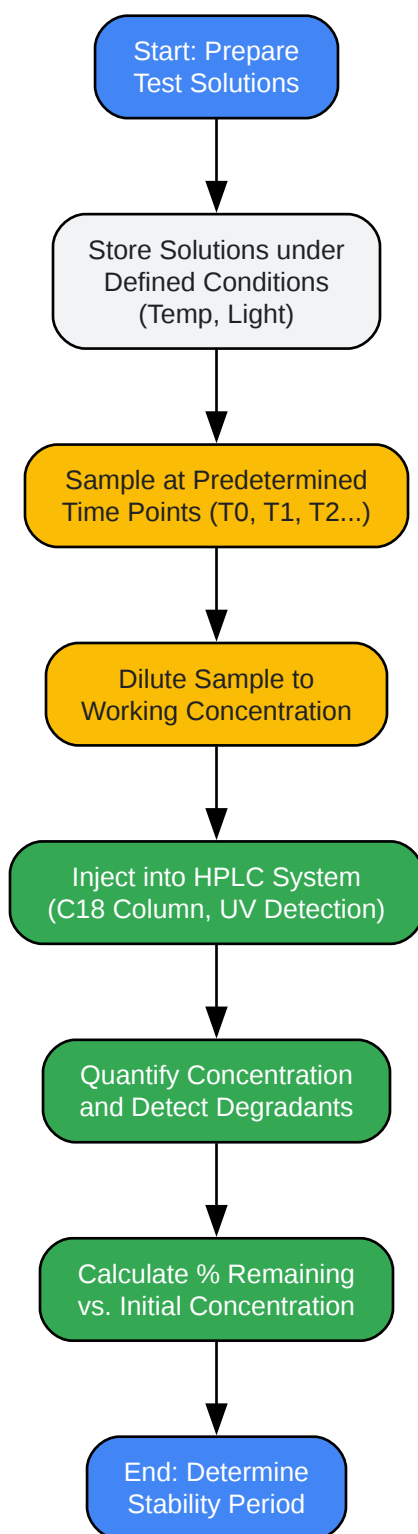 Start: Prepare
Test Solutions
Store Solutions under
Defined Conditions
(Temp, Light)
Sample at Predetermined
Time Points (T0, T1, T2...)
Dilute Sample to
Working Concentration
Inject into HPLC System
(C18 Column, UV Detection)
Quantify Concentration
and Detect Degradants
Calculate % Remaining
vs. Initial Concentration
End: Determine
Stability Period